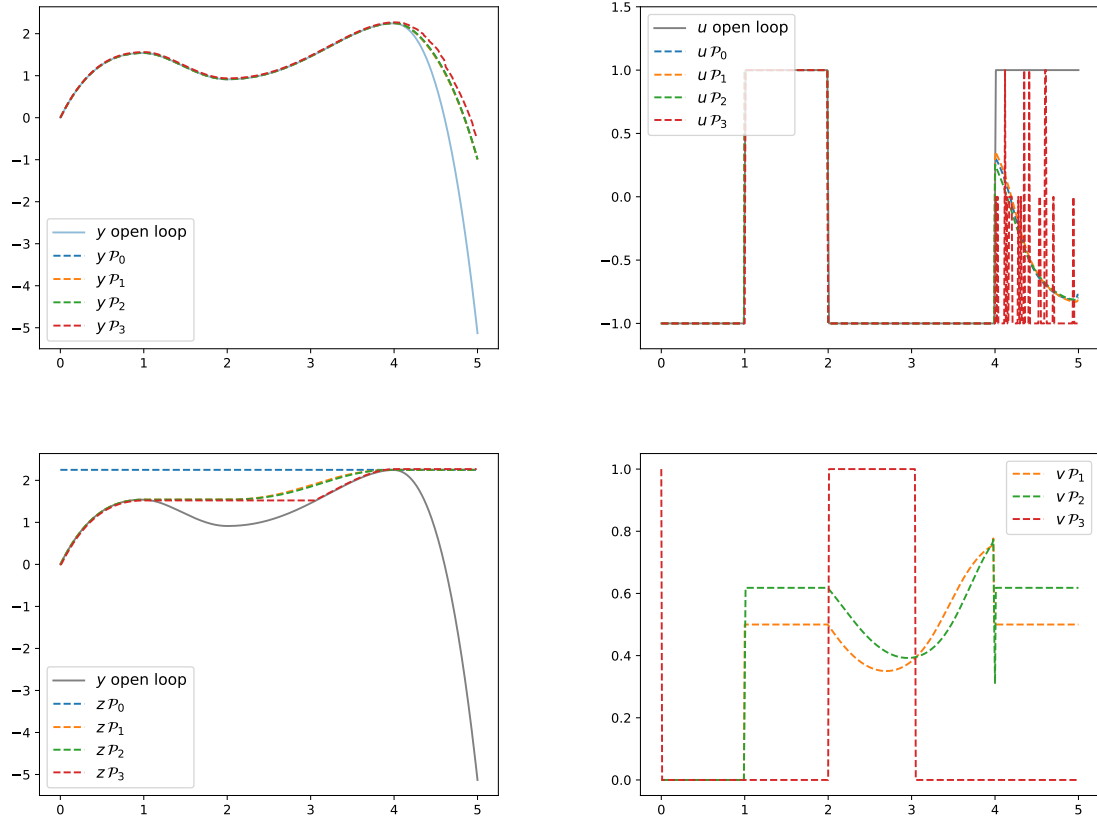 2
1
0
−1
−2
−3
−4
−5
y open loop
y P₀
y P₁
y P₂
y P₃
0 1 2 3 4 5
1.5
1.0
0.5
0.0
−0.5
−1.0
u open loop
u P₀
u P₁
u P₂
u P₃
0 1 2 3 4 5
2
1
0
−1
−2
−3
−4
−5
y open loop
z P₀
z P₁
z P₂
z P₃
0 1 2 3 4 5
1.0
0.8
0.6
0.4
0.2
0.0
v P₁
v P₂
v P₃
0 1 2 3 4 5